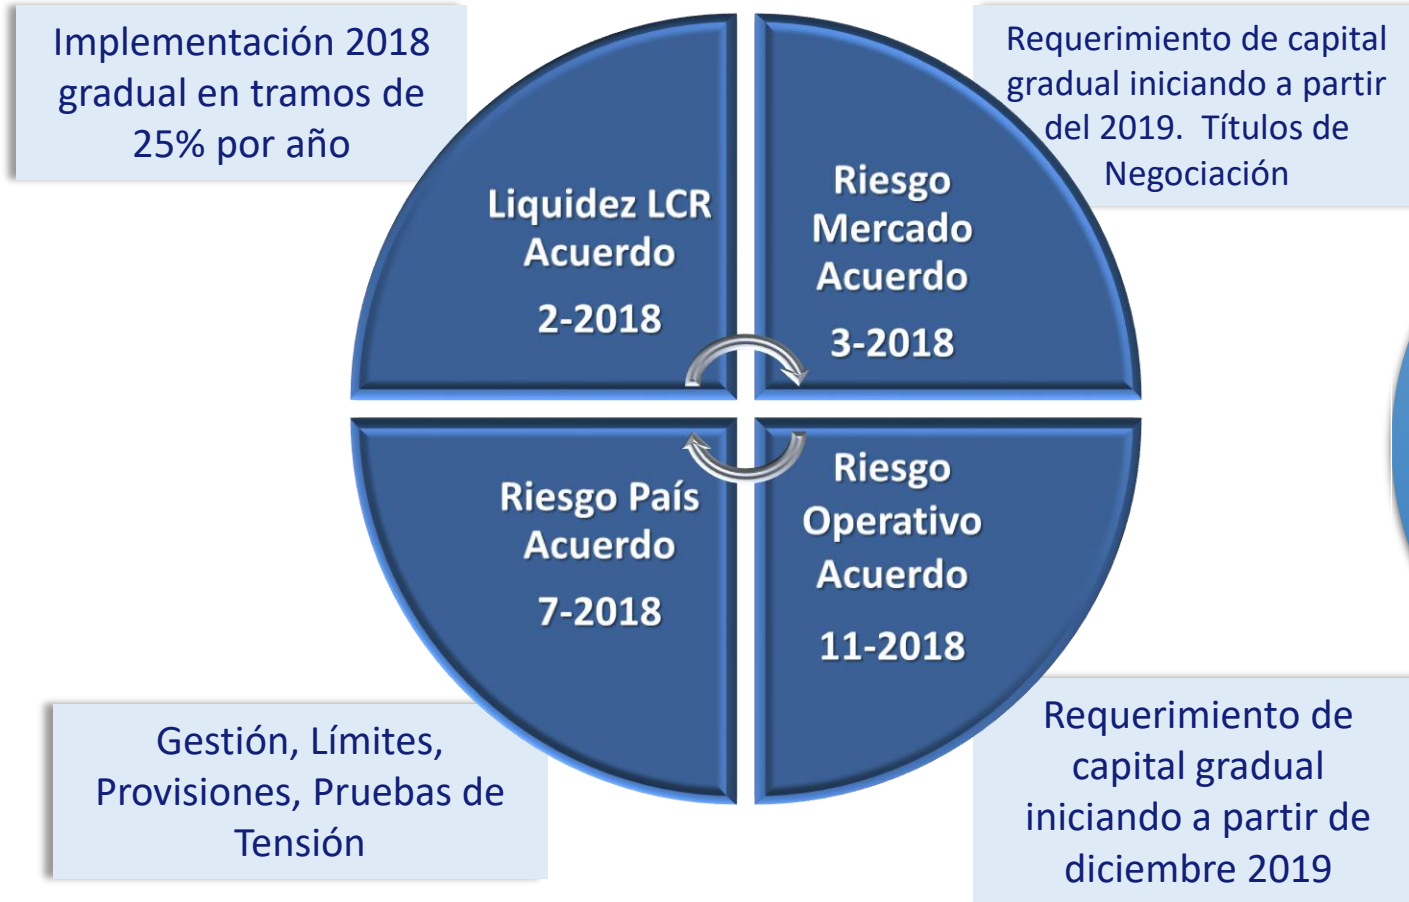 Implementación 2018
gradual en tramos de
25% por año
Requerimiento de capital
gradual iniciando a partir
del 2019. Títulos de
Negociación
Liquidez LCR
Acuerdo
2-2018
Riesgo
Mercado
Acuerdo
3-2018
Riesgo País
Acuerdo
7-2018
Riesgo
Operativo
Acuerdo
11-2018
Gestión, Límites,
Provisiones, Pruebas de
Tensión
Requerimiento de
capital gradual
iniciando a partir de
diciembre 2019